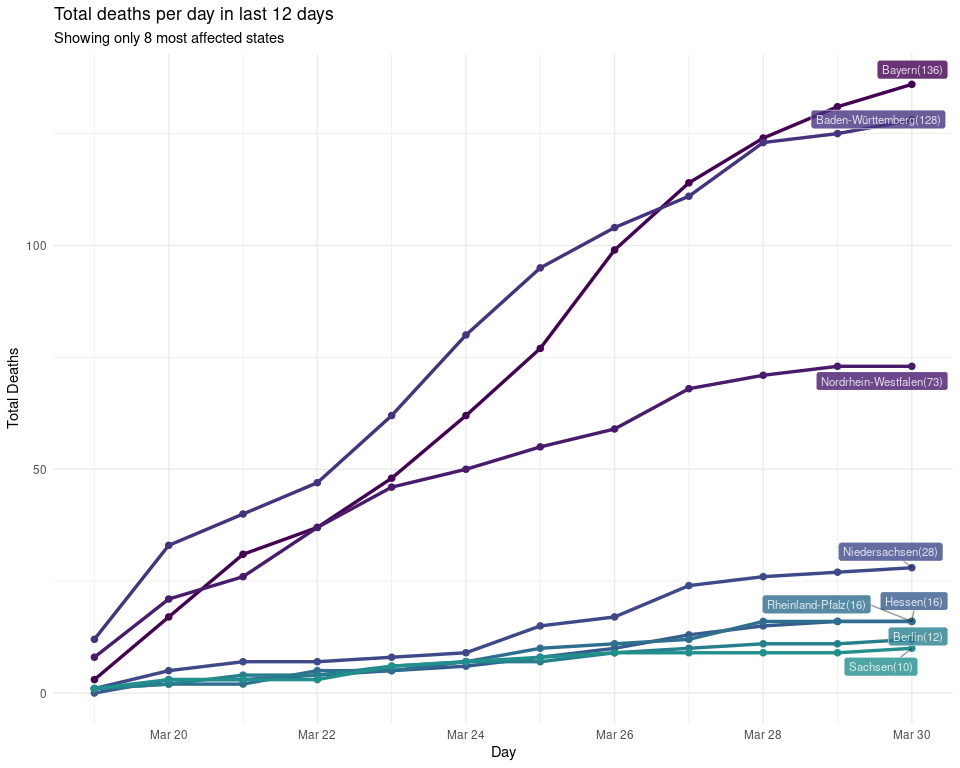 Total deaths per day in last 12 days
Showing only 8 most affected states
Bayern(136)
Baden-Württemberg(128)
100
Total Deaths
Nordrhein-Westfalen(73)
50
Niedersachsen(28)
Hessen(16)
Rheinland-Pfalz(16)
Berlin(12)
Sachsen(10)
0
Mar 20 Mar 22 Mar 24 Mar 26 Mar 28 Mar 30
Day